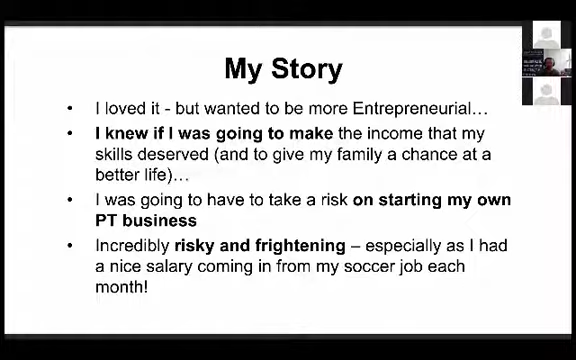 My Story
• I loved it - but wanted to be more Entrepreneurial…
• I knew if I was going to make the income that my
skills deserved (and to give my family a chance at a
better life)…
• I was going to have to take a risk on starting my own
PT business
• Incredibly risky and frightening – especially as I had
a nice salary coming in from my soccer job each
month!